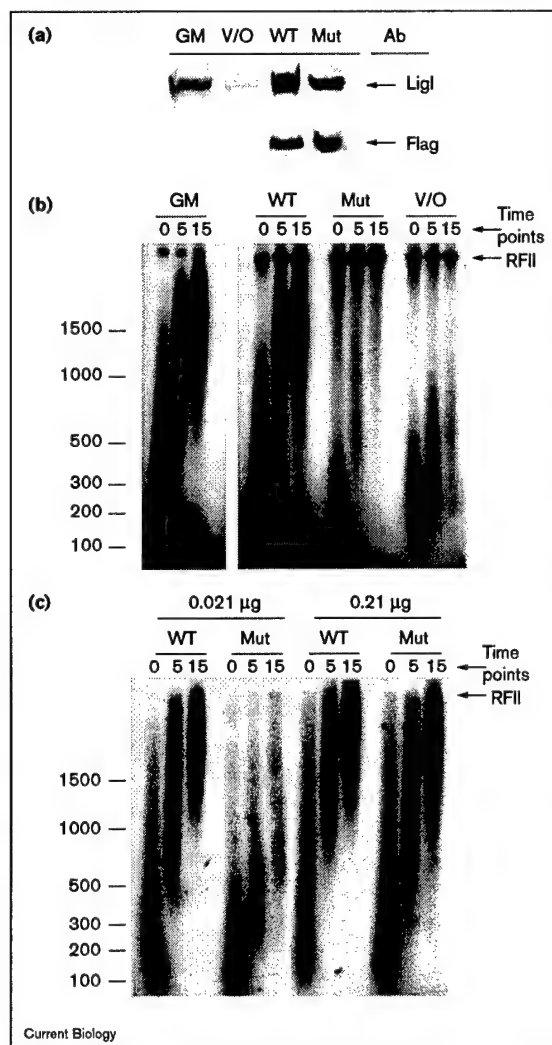 (a)
GM V/O WT Mut Ab
LigI
Flag
(b)
GM WT Mut V/O
0 5 15 0 5 15 0 5 15 0 5 15 Time points
RFII
1500
1000
500
300
200
100
(c)
0.021 µg 0.21 µg
WT Mut WT Mut
0 5 15 0 5 15 0 5 15 0 5 15 Time points
RFII
1500
1000
500
300
200
100
Current Biology